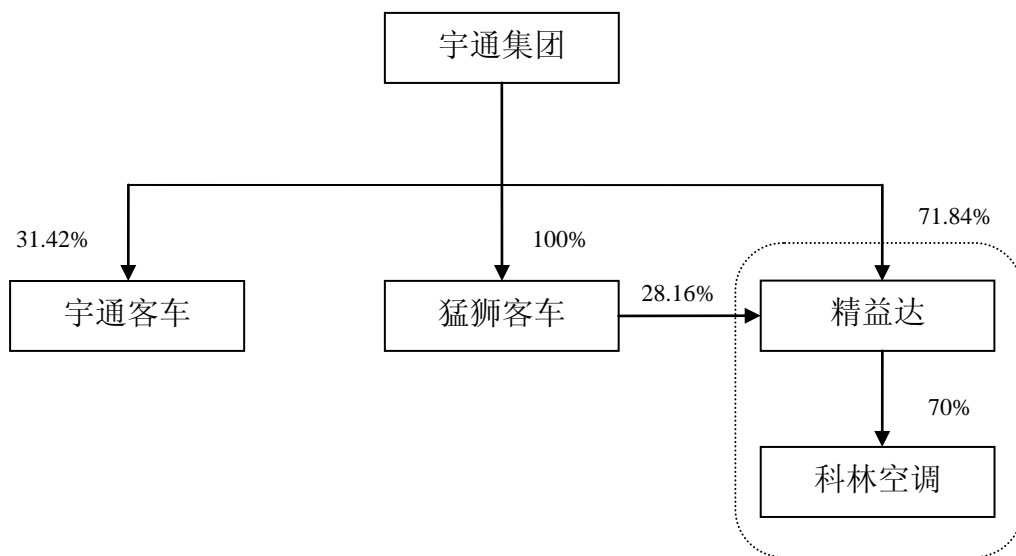 宇通集团
31.42%
100%
71.84%
宇通客车
猛狮客车
28.16%
精益达
70%
科林空调